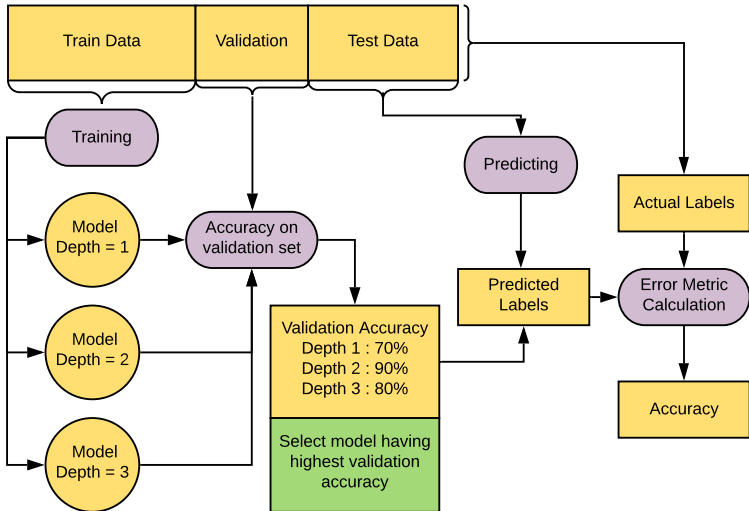 Train Data
Validation
Test Data
Training
Predicting
Model
Depth = 1
Accuracy on
validation set
Actual Labels
Predicted
Labels
Error Metric
Calculation
Model
Depth = 2
Validation Accuracy
Depth 1 : 70%
Depth 2 : 90%
Depth 3 : 80%
Accuracy
Model
Depth = 3
Select model having
highest validation
accuracy